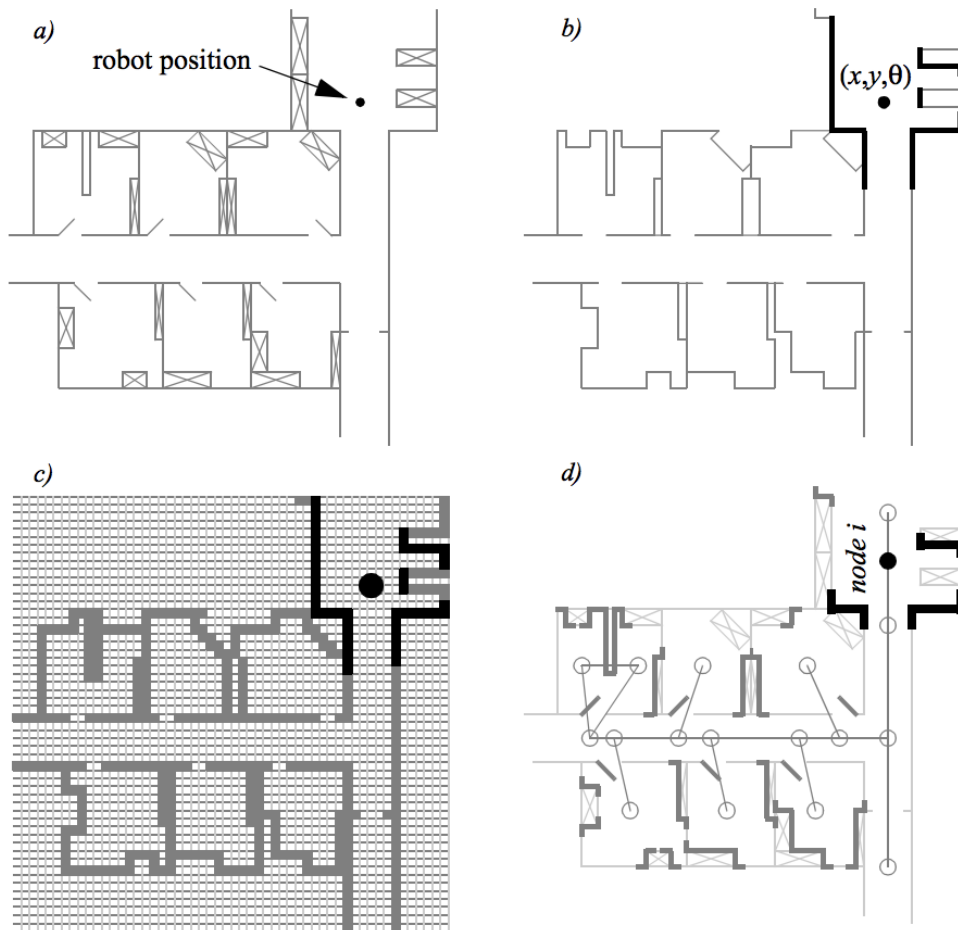 a)
robot position
b)
(x,y,θ)
c)
d)
node i